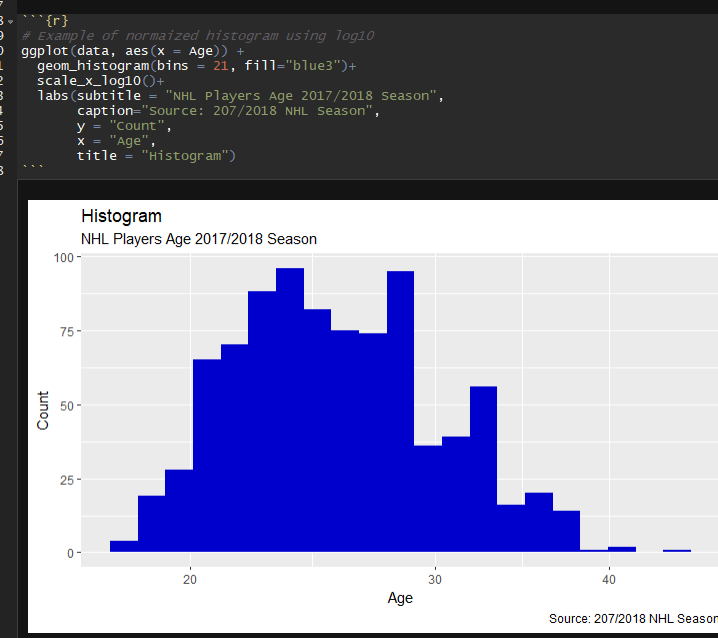 ```{r}
# Example of normaized histogram using log10
ggplot(data, aes(x = Age)) +
  geom_histogram(bins = 21, fill="blue3")+
  scale_x_log10()+
  labs(subtitle = "NHL Players Age 2017/2018 Season",
       caption="Source: 207/2018 NHL Season",
       y = "Count",
       x = "Age",
       title = "Histogram")
```
Histogram
NHL Players Age 2017/2018 Season
100
75
50
25
0
Count
20 30 40
Age
Source: 207/2018 NHL Season